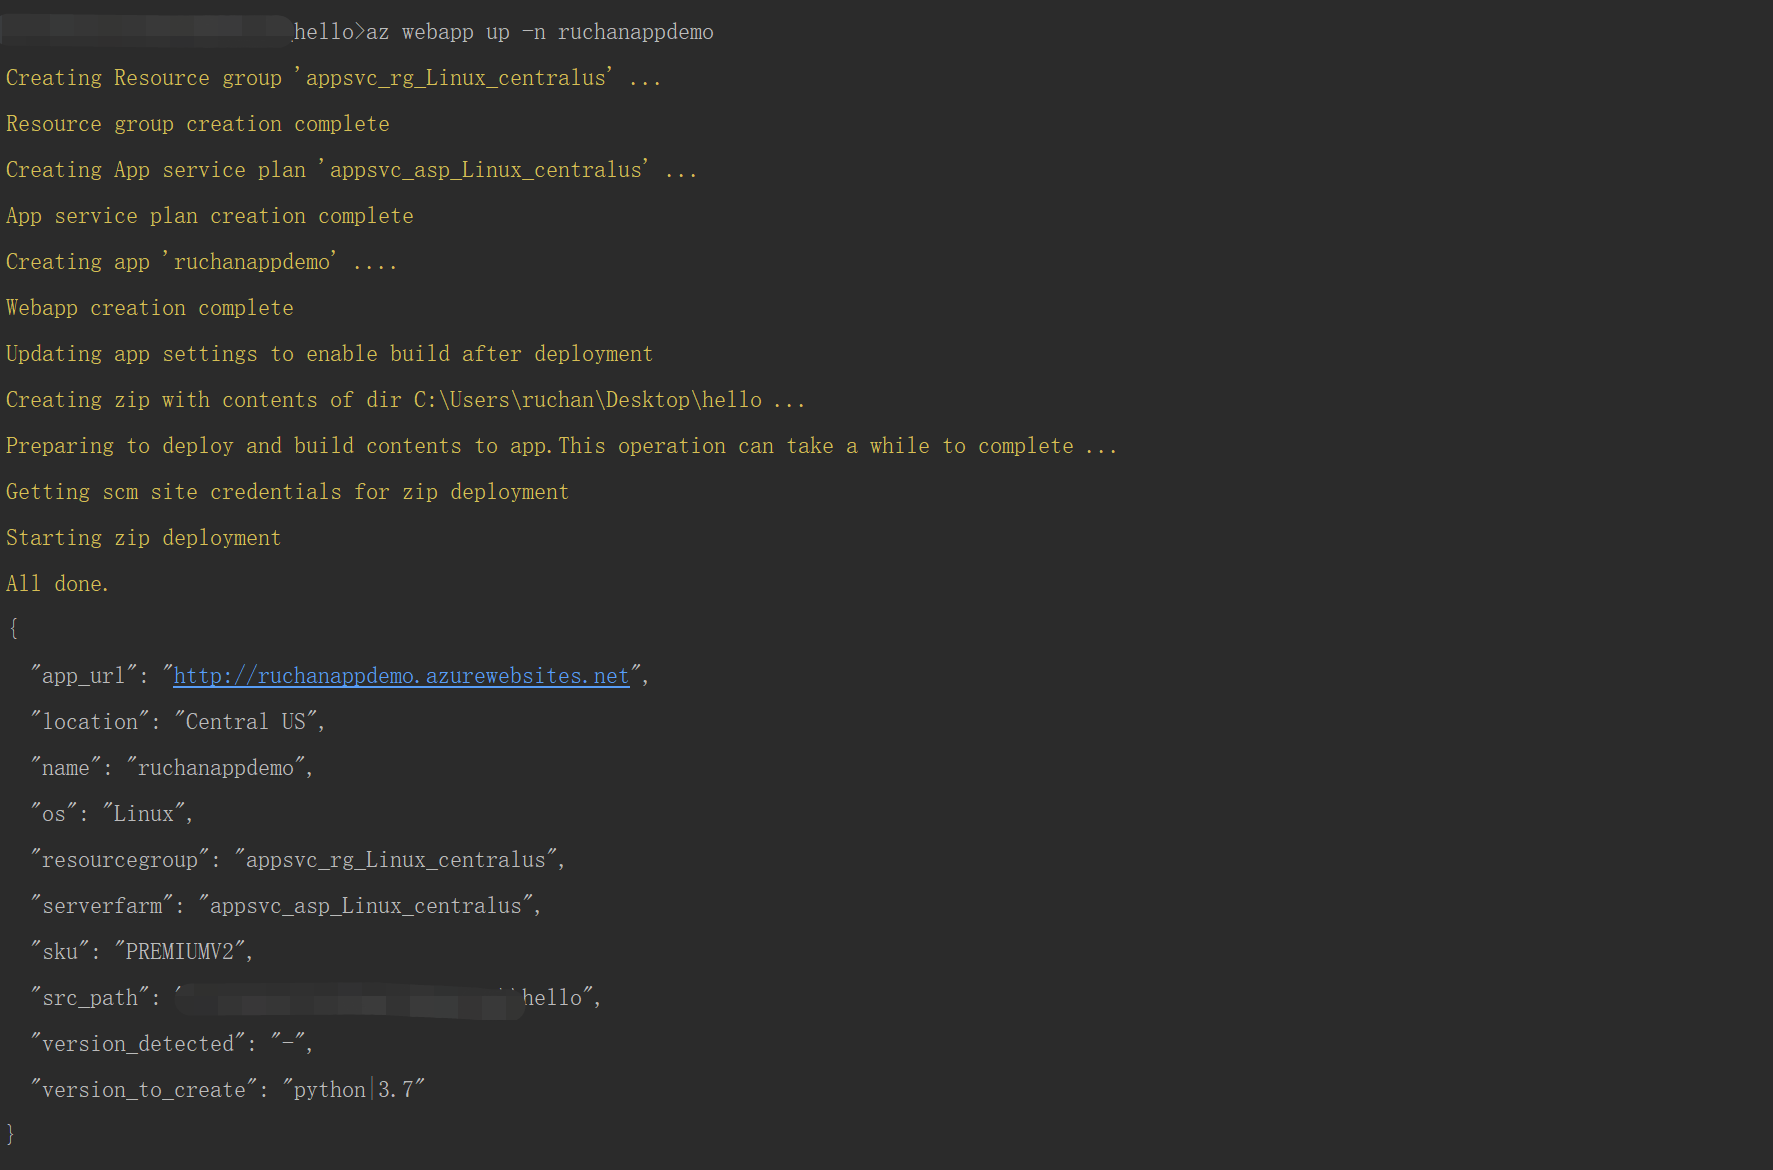 hello>az webapp up -n ruchanappdemo
Creating Resource group 'appsvc_rg_Linux_centralus' ...
Resource group creation complete
Creating App service plan 'appsvc_asp_Linux_centralus' ...
App service plan creation complete
Creating app 'ruchanappdemo' ....
Webapp creation complete
Updating app settings to enable build after deployment
Creating zip with contents of dir C:\Users\ruchan\Desktop\hello ...
Preparing to deploy and build contents to app.This operation can take a while to complete ...
Getting scm site credentials for zip deployment
Starting zip deployment
All done.
{
"app_url": "http://ruchanappdemo.azurewebsites.net",
"location": "Central US",
"name": "ruchanappdemo",
"os": "Linux",
"resourcegroup": "appsvc_rg_Linux_centralus",
"serverfarm": "appsvc_asp_Linux_centralus",
"sku": "PREMIUMV2",
"src_path": "hello",
"version_detected": "-",
"version_to_create": "python|3.7"
}